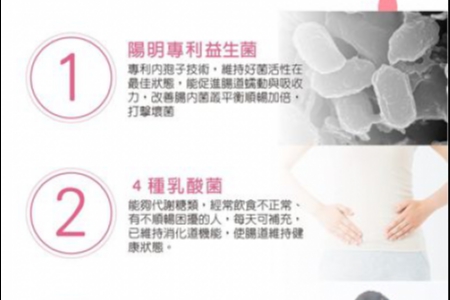 1
陽明專利益生菌
專利內孢子技術，維持好菌活性在
最佳狀態，能促進腸道蠕動與吸收
力，改善腸內菌叢平衡順暢加倍，
打擊壞菌
2
4 種乳酸菌
能夠代謝糖類，經常飲食不正常、
有不順暢困擾的人，每天可補充，
已維持消化道機能，使腸道維持健
康狀態。